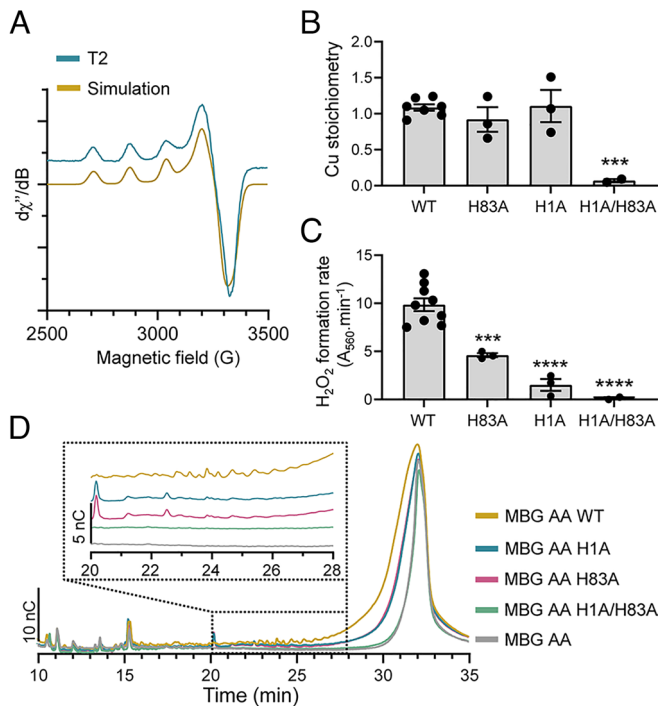 A
T2
Simulation
dχ''/dB
2500
3000
3500
Magnetic field (G)
B
Cu stoichiometry
2.0
1.5
1.0
0.5
0.0
***
WT
H83A
H1A
H1A/H83A
C
H₂O₂ formation rate
(A₅₆₀.min⁻¹)
15
10
5
0
***
****
****
WT
H83A
H1A
H1A/H83A
D
5 nC
20
22
24
26
28
10 nC
10
15
20
25
30
35
Time (min)
MBG AA WT
MBG AA H1A
MBG AA H83A
MBG AA H1A/H83A
MBG AA